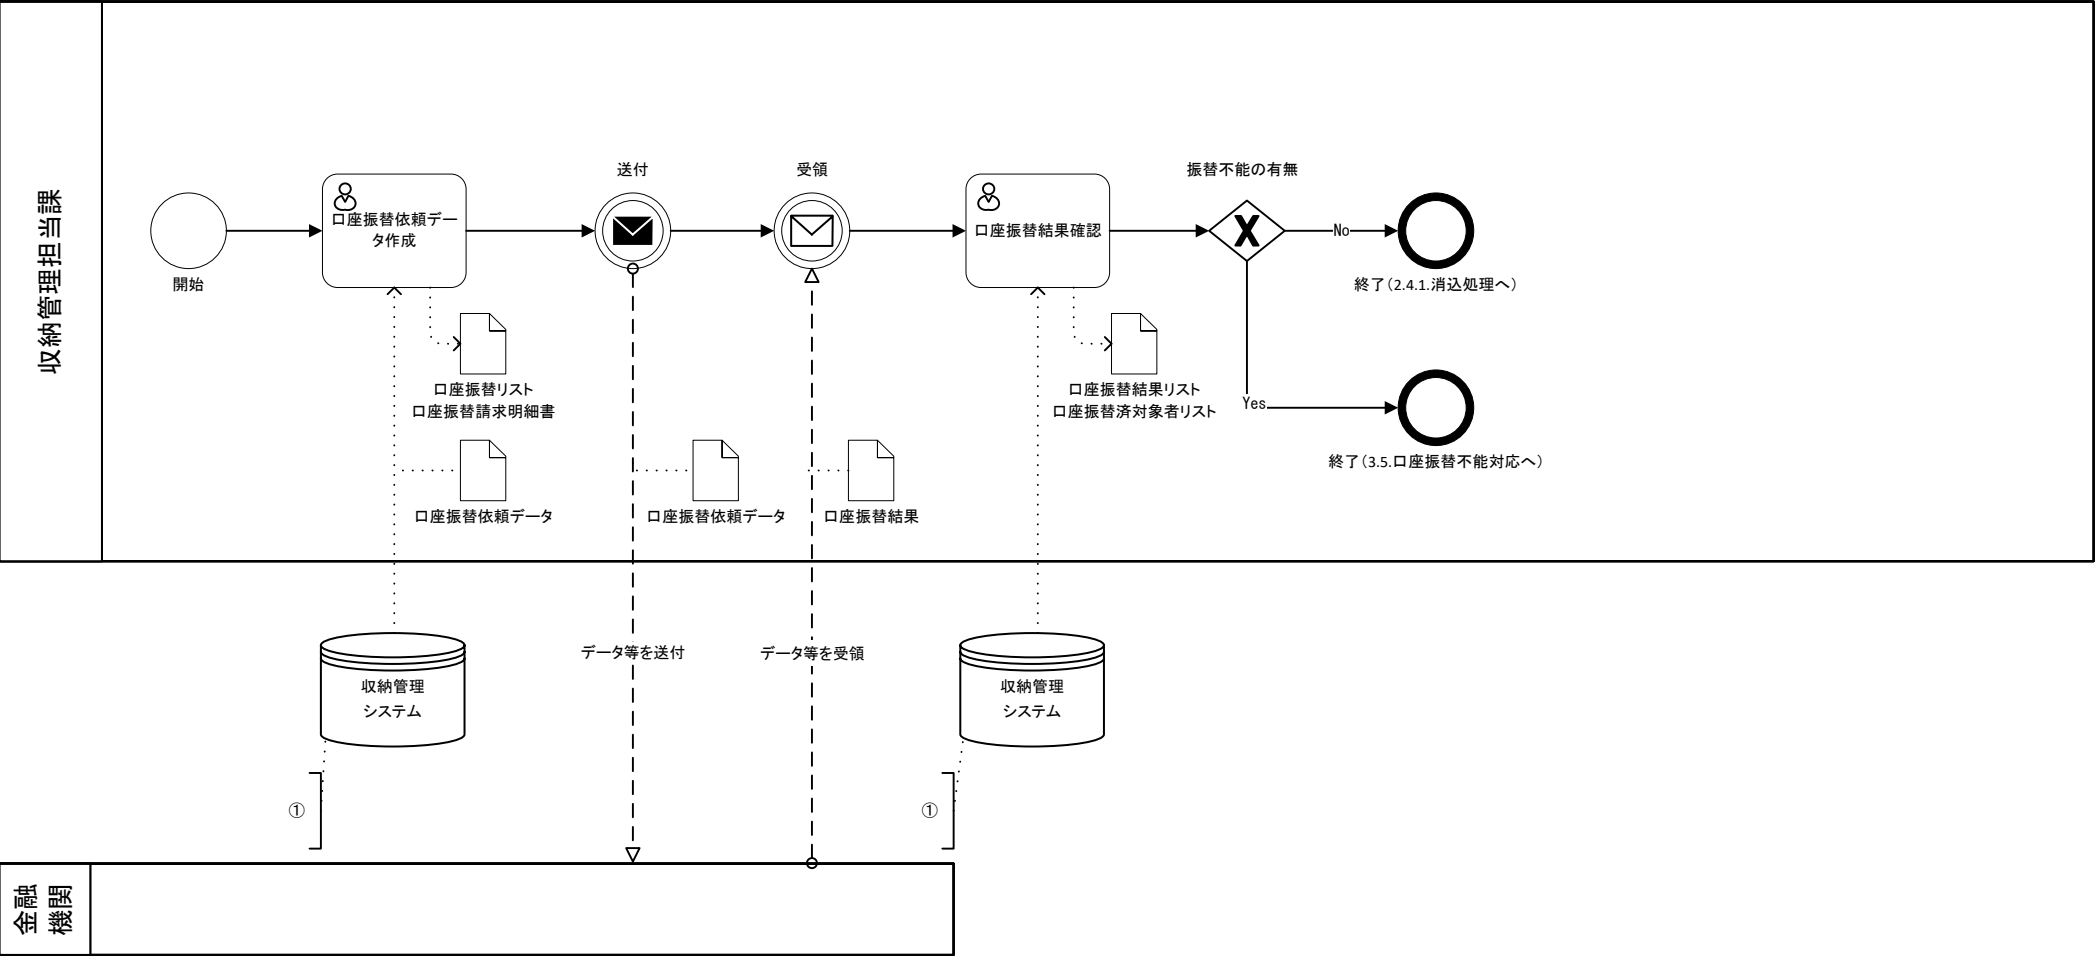 収納管理担当課
開始
口座振替依頼デー
タ作成
送付
受領
口座振替結果確認
振替不能の有無
No
終了（2.4.1.消込処理へ）
Yes
終了（3.5.口座振替不能対応へ）
口座振替リスト
口座振替請求明細書
口座振替依頼データ
口座振替依頼データ
口座振替結果
口座振替結果リスト
口座振替済対象者リスト
データ等を送付
データ等を受領
収納管理
システム
収納管理
システム
①
①
金融
機関